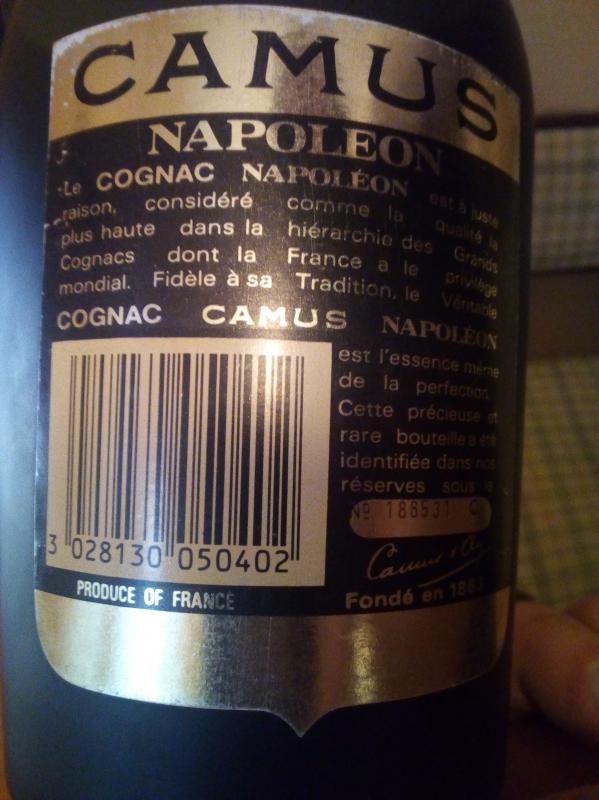 CAMUS
NAPOLEON
Le COGNAC NAPOLÉON est à juste
raison, considéré comme la qualité la
plus haute dans la hiérarchie des Grands
Cognacs dont la France a le privilège
mondial. Fidèle à sa Tradition, le Véritable
COGNAC CAMUS NAPOLÉON
est l'essence même
de la perfection.
Cette précieuse et
rare bouteille a été
identifiée dans nos
réserves sous le
Nº 186531 C
Camus
Fondé en 1863
3 028130 050402
PRODUCE OF FRANCE